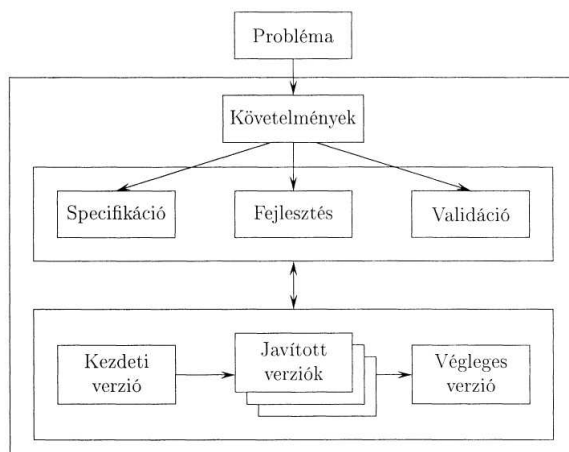 Probléma
Követelmények
Specifikáció
Fejlesztés
Validáció
Kezdeti
verzió
Javított
verziók
Végleges
verzió